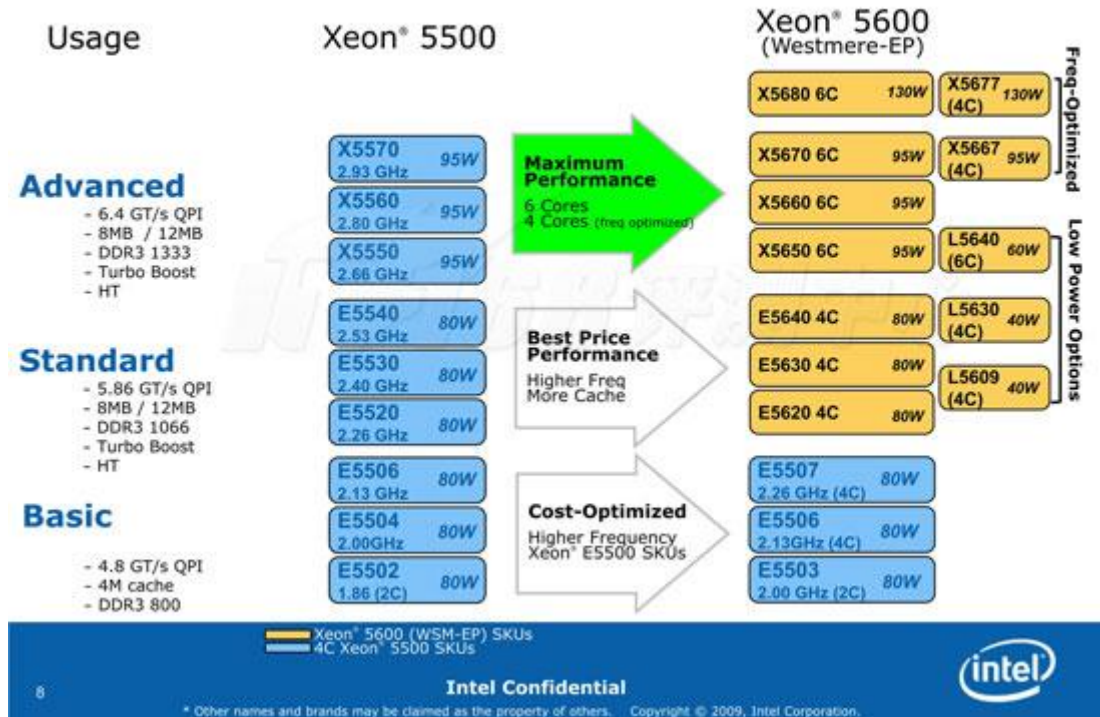 Usage
Xeon® 5500
Xeon® 5600
(Westmere-EP)
Advanced
- 6.4 GT/s QPI
- 8MB / 12MB
- DDR3 1333
- Turbo Boost
- HT
Standard
- 5.86 GT/s QPI
- 8MB / 12MB
- DDR3 1066
- Turbo Boost
- HT
Basic
- 4.8 GT/s QPI
- 4M cache
- DDR3 800
X5570 95W
2.93 GHz
X5560 95W
2.80 GHz
X5550 95W
2.66 GHz
E5540 80W
2.53 GHz
E5530 80W
2.40 GHz
E5520 80W
2.26 GHz
E5506 80W
2.13 GHz
E5504 80W
2.00GHz
E5502 80W
1.86 (2C)
Maximum
Performance
6 Cores
4 Cores (freq optimized)
Best Price
Performance
Higher Freq
More Cache
Cost-Optimized
Higher Frequency
Xeon® E5500 SKUs
X5680 6C 130W
X5670 6C 95W
X5660 6C 95W
X5650 6C 95W
E5640 4C 80W
E5630 4C 80W
E5620 4C 80W
E5507 80W
2.26 GHz (4C)
E5506 80W
2.13GHz (4C)
E5503 80W
2.00 GHz (2C)
X5677 130W
(4C)
X5667 95W
(4C)
L5640 60W
(6C)
L5630 40W
(4C)
L5609 40W
(4C)
Freq-Optimized
Low Power Options
Xeon® 5600 (WSM-EP) SKUs
4C Xeon® 5500 SKUs
8
Intel Confidential
* Other names and brands may be claimed as the property of others. Copyright © 2009, Intel Corporation.
intel